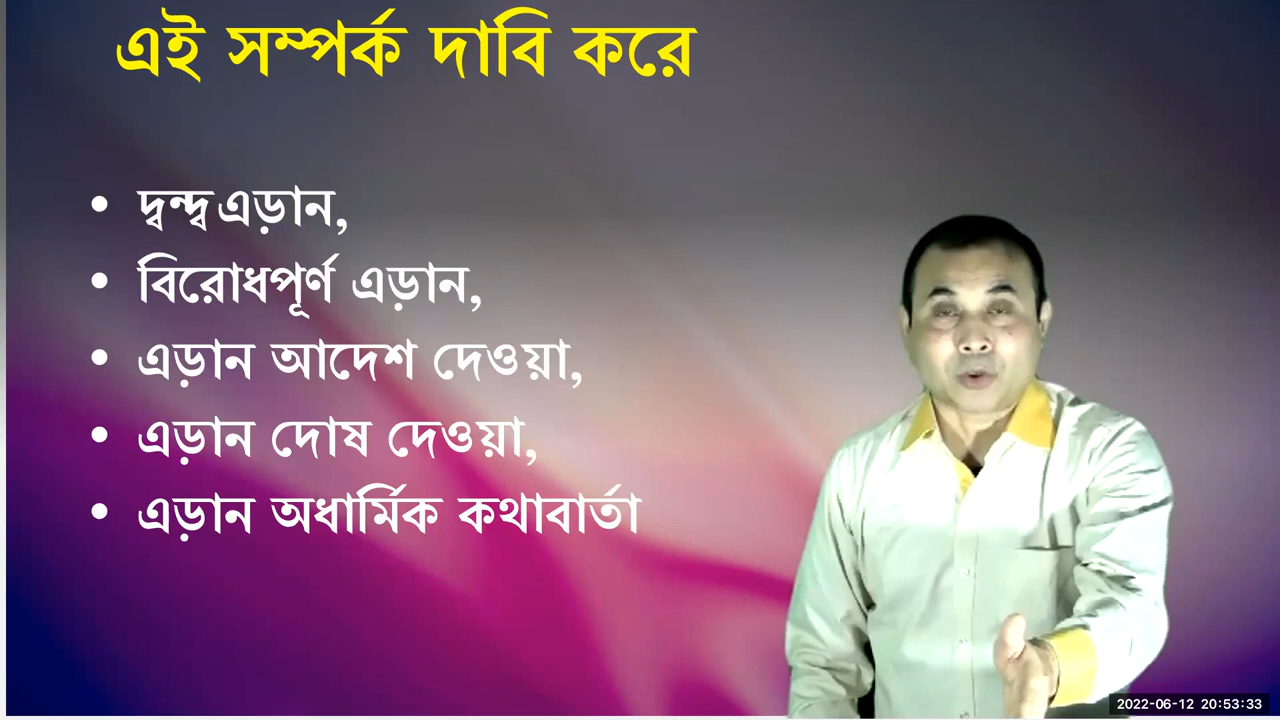 এই সম্পর্ক দাবি করে
• দ্বন্দ্ব এড়ান,
• বিরোধপূর্ণ এড়ান,
• এড়ান আদেশ দেওয়া,
• এড়ান দোষ দেওয়া,
• এড়ান অধার্মিক কথাবার্তা
2022-06-12 20:53:33